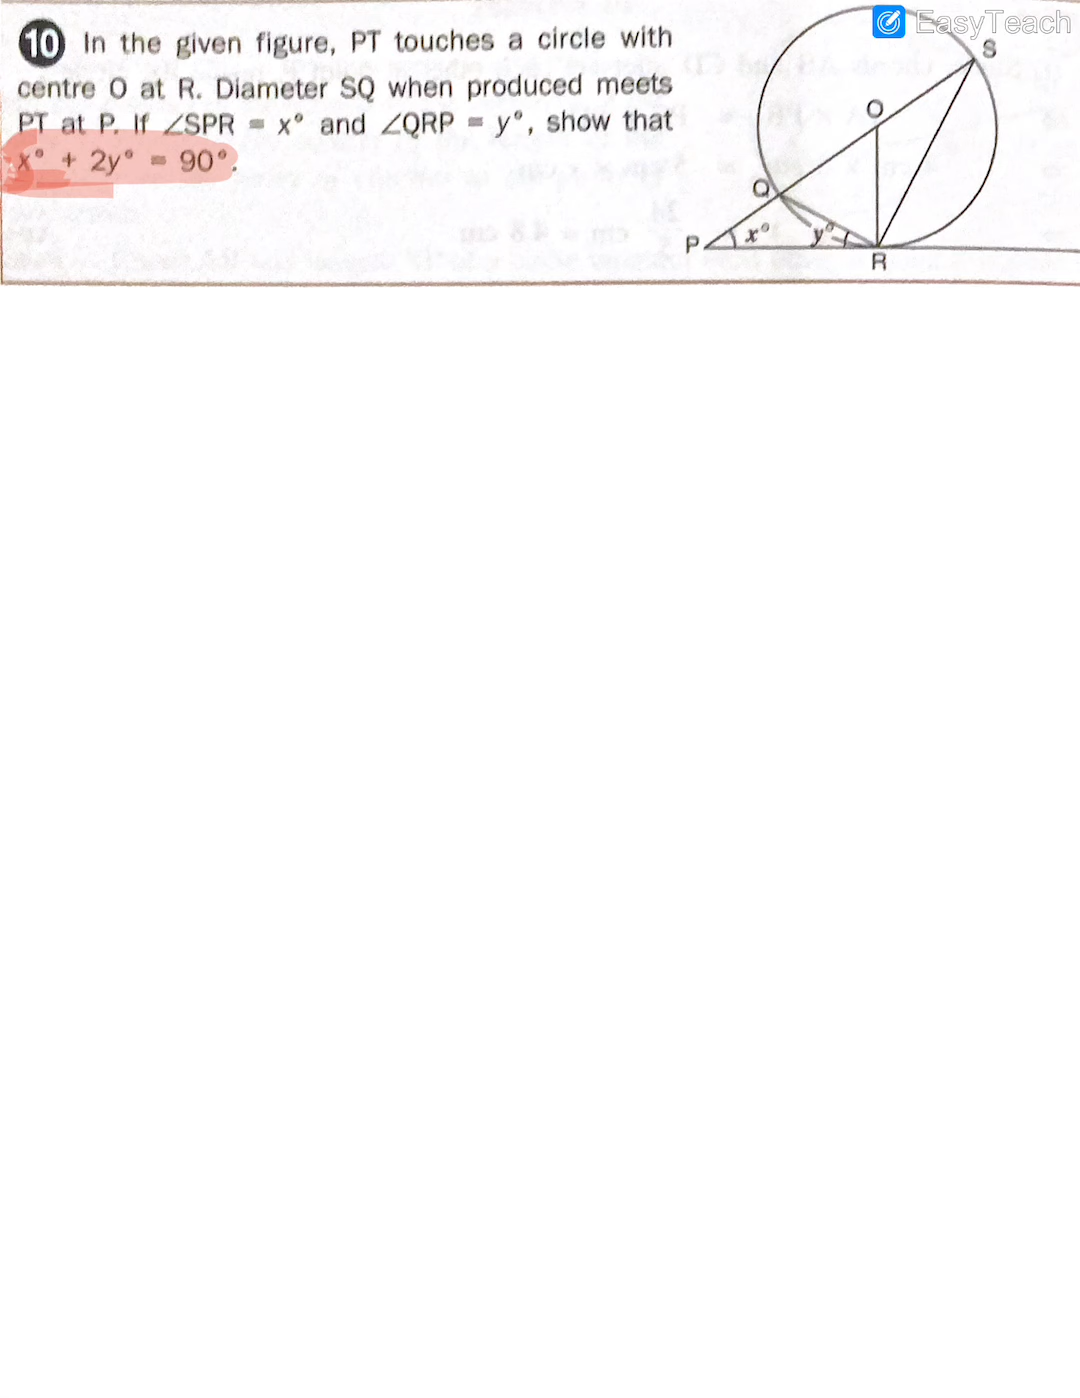 EasyTeach
10 In the given figure, PT touches a circle with
centre O at R. Diameter SQ when produced meets
PT at P. If ∠SPR = x° and ∠QRP = y°, show that
x° + 2y° = 90°.
S
O
Q
P x° y°
R